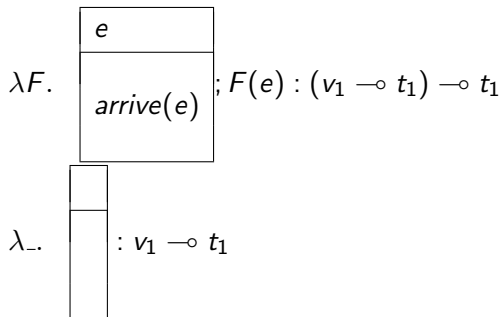 e
λF. arrive(e) ; F(e) : (v₁ ⊸ t₁) ⊸ t₁
λ_. : v₁ ⊸ t₁